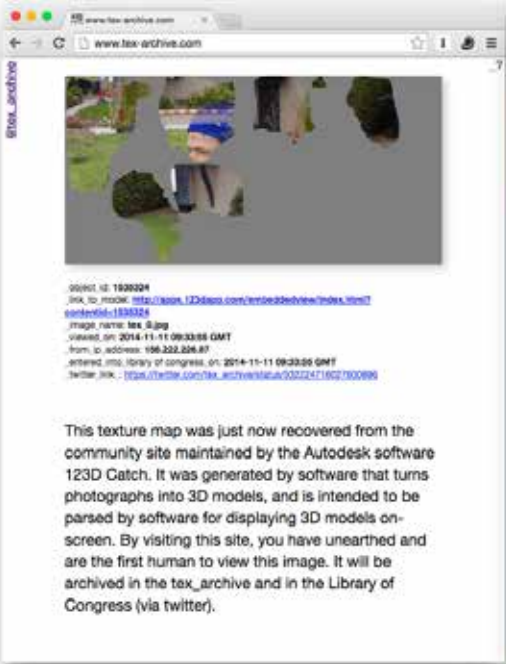 www.tex-archive.com
www.tex-archive.com
@tex_archive
_?
_object_id: 1538324
_link_to_model: http://apps.123dapp.com/embeddedview/index.html?
contentid=1538324
_image_name: tex_0.jpg
_viewed_on: 2014-11-11 09:33:55 GMT
_from_ip_address:
_entered_into_library of congress_on: 2014-11-11 09:33:55 GMT
_twitter_link_:
This texture map was just now recovered from the
community site maintained by the Autodesk software
123D Catch. It was generated by software that turns
photographs into 3D models, and is intended to be
parsed by software for displaying 3D models on-
screen. By visiting this site, you have unearthed and
are the first human to view this image. It will be
archived in the tex_archive and in the Library of
Congress (via twitter).